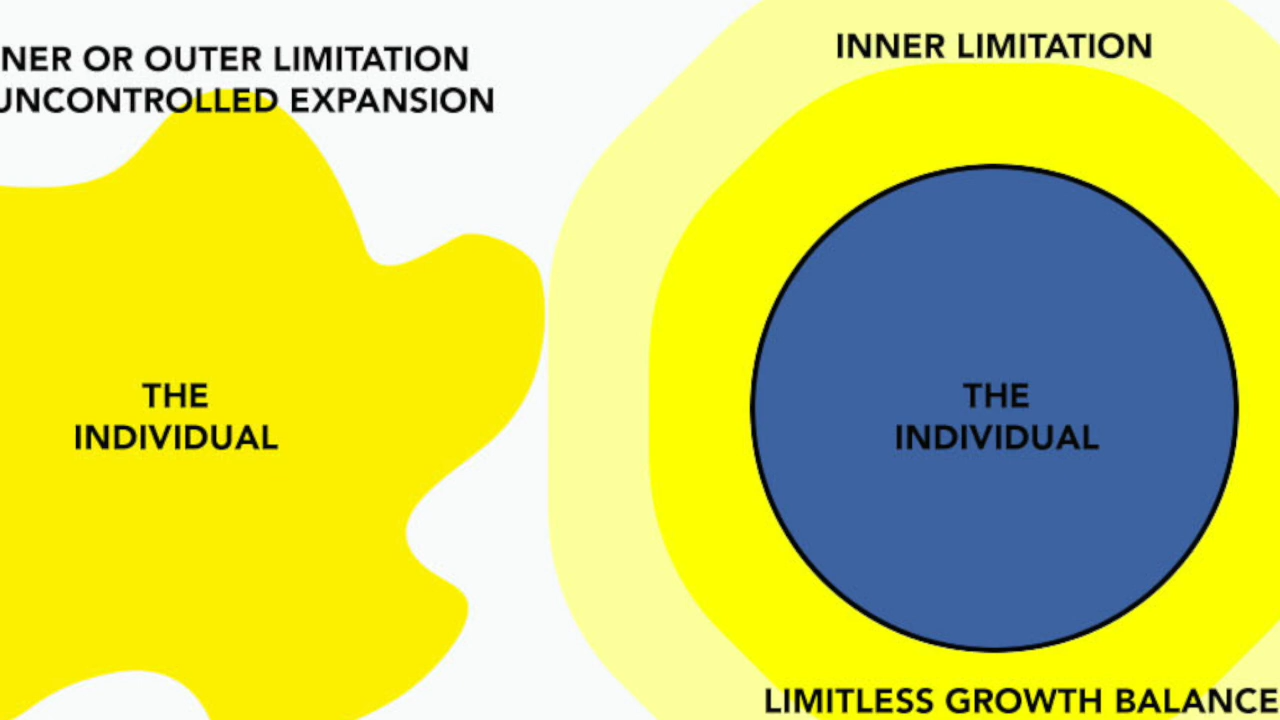 NER OR OUTER LIMITATION
UNCONTROLLED EXPANSION
THE
INDIVIDUAL
INNER LIMITATION
THE
INDIVIDUAL
LIMITLESS GROWTH BALANCE